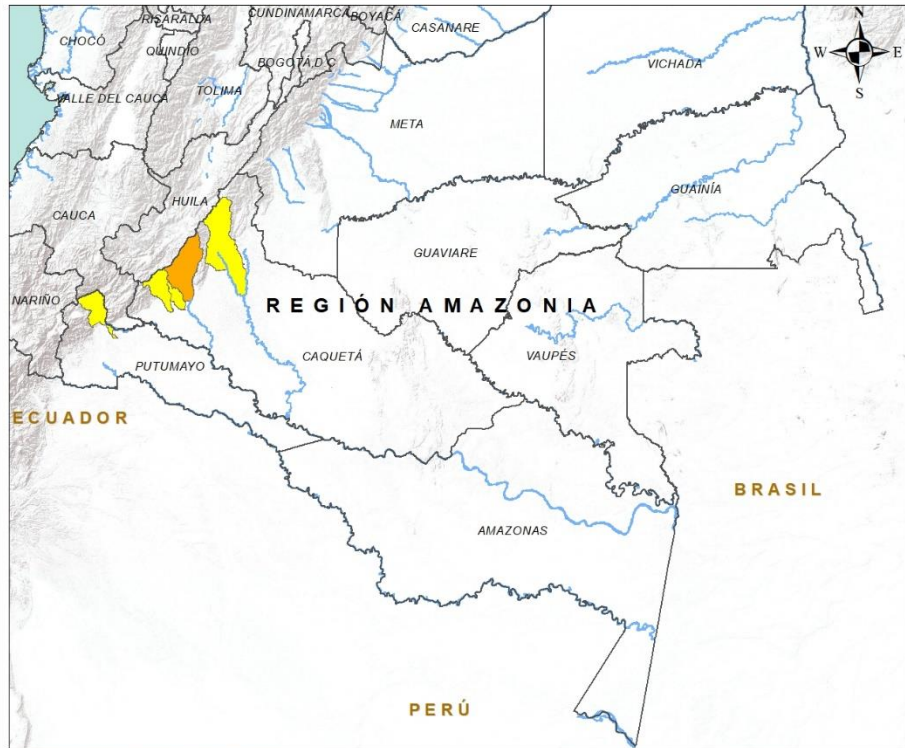 CUNDINAMARCA
BOYACÁ
RISARALDA
CASANARE
N
CHOCÓ
QUINDIO
BOGOTÁ,D.C
W
E
VICHADA
S
TOLIMA
VALLE DEL CAUCA
META
GUAINÍA
HUILA
CAUCA
GUAVIARE
NARIÑO
REGIÓN AMAZONIA
CAQUETÁ
VAUPÉS
PUTUMAYO
ECUADOR
BRASIL
AMAZONAS
PERÚ